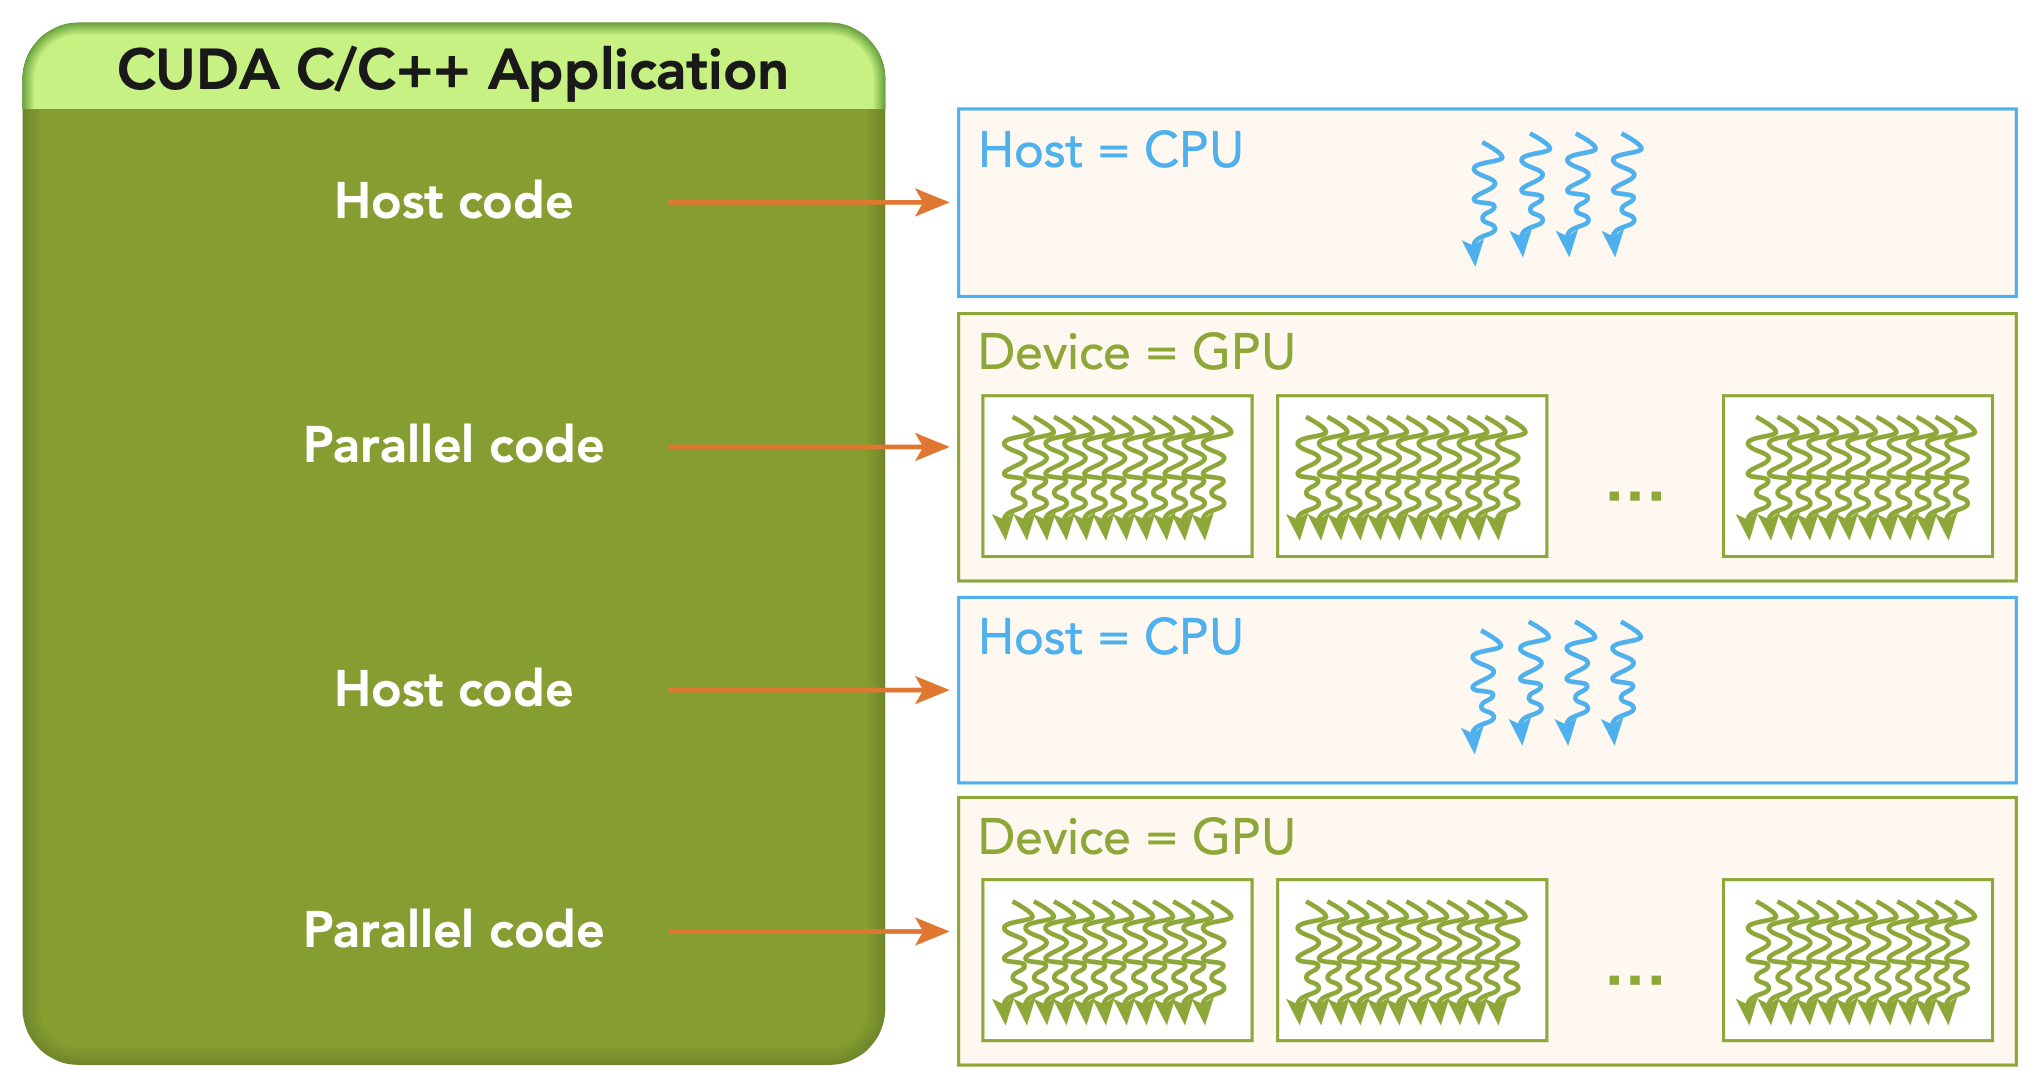 CUDA C/C++ Application
Host code
Host = CPU
Parallel code
Device = GPU
...
Host code
Host = CPU
Parallel code
Device = GPU
...